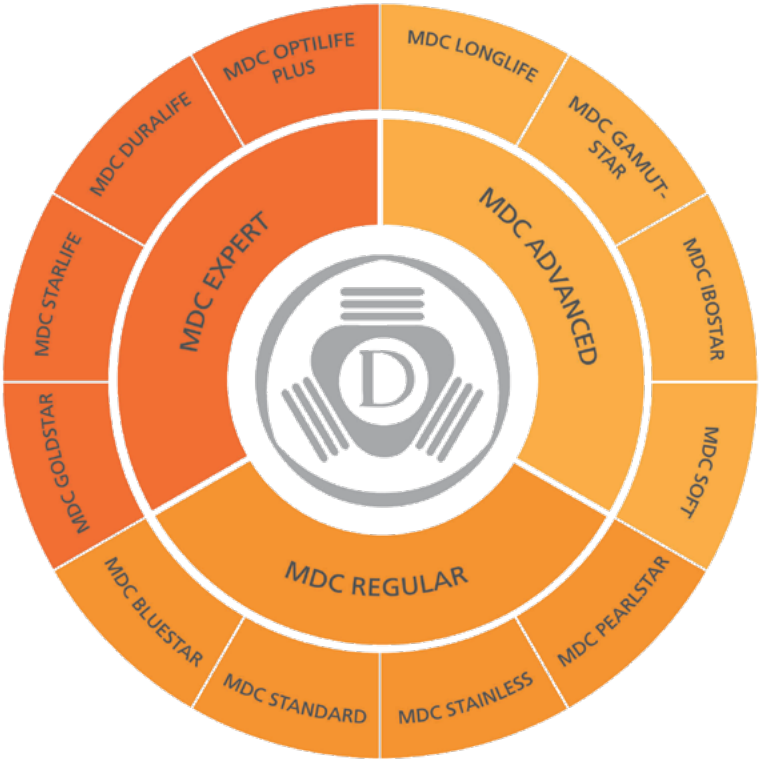 MDC OPTILIFE
PLUS
MDC LONGLIFE
MDC GAMUT-
STAR
MDC IBOSTAR
MDC SOFT
MDC PEARLSTAR
MDC STAINLESS
MDC STANDARD
MDC BLUESTAR
MDC GOLDSTAR
MDC STARLIFE
MDC DURALIFE
MDC EXPERT
MDC ADVANCED
MDC REGULAR
D